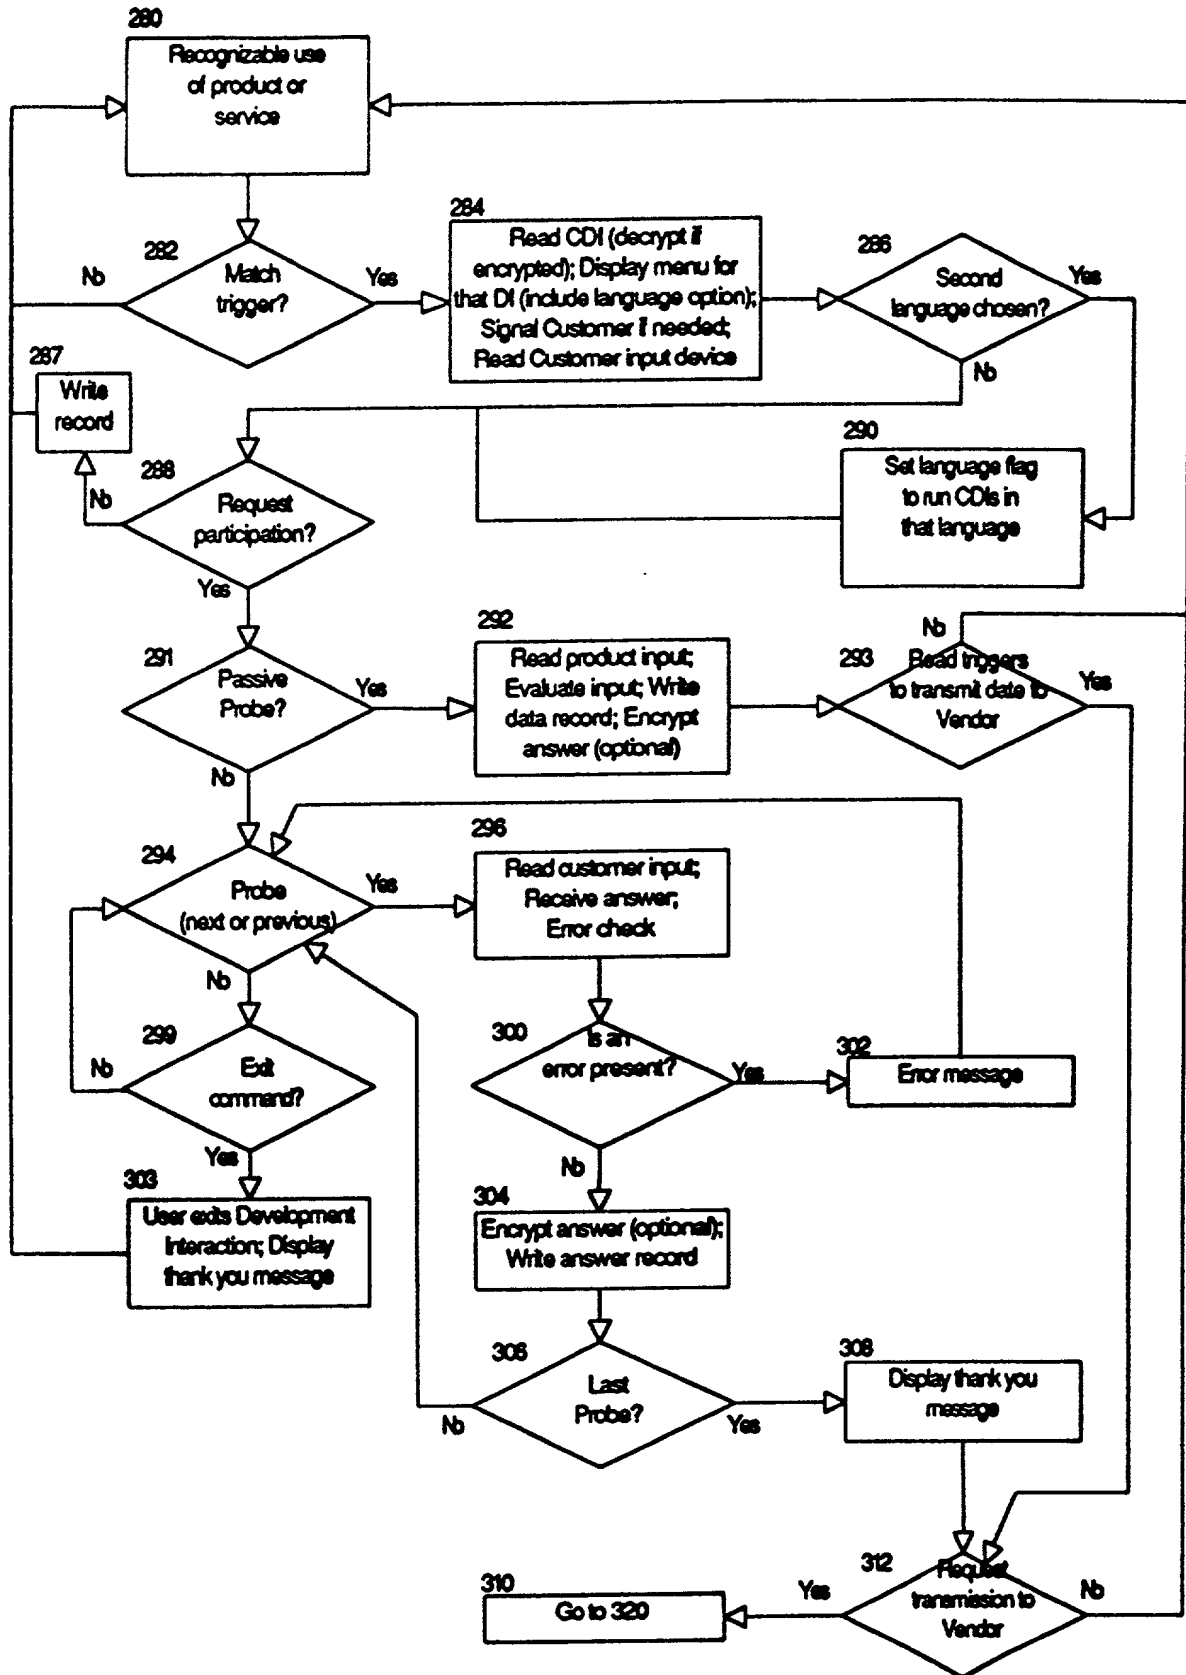 280
Recognizable use
of product or
service
282
Match
trigger?
No
Yes
284
Read CDI (decrypt if
encrypted); Display menu for
that DI (include language option);
Signal Customer if needed;
Read Customer input device
286
Second
language chosen?
Yes
No
287
Write
record
288
Request
participation?
No
Yes
290
Set language flag
to run CDIs in
that language
291
Passive
Probe?
Yes
No
292
Read product input;
Evaluate input; Write
data record; Encrypt
answer (optional)
293
Read triggers
to transmit date to
Vendor
No
Yes
294
Probe
(next or previous)
Yes
No
296
Read customer input;
Receive answer;
Error check
299
Exit
command?
No
Yes
300
Is an
error present?
Yes
No
302
Error message
303
User exits Development
Interaction; Display
thank you message
304
Encrypt answer (optional);
Write answer record
306
Last
Probe?
No
Yes
308
Display thank you
message
310
Go to 320
312
Request
transmission to
Vendor
Yes
No